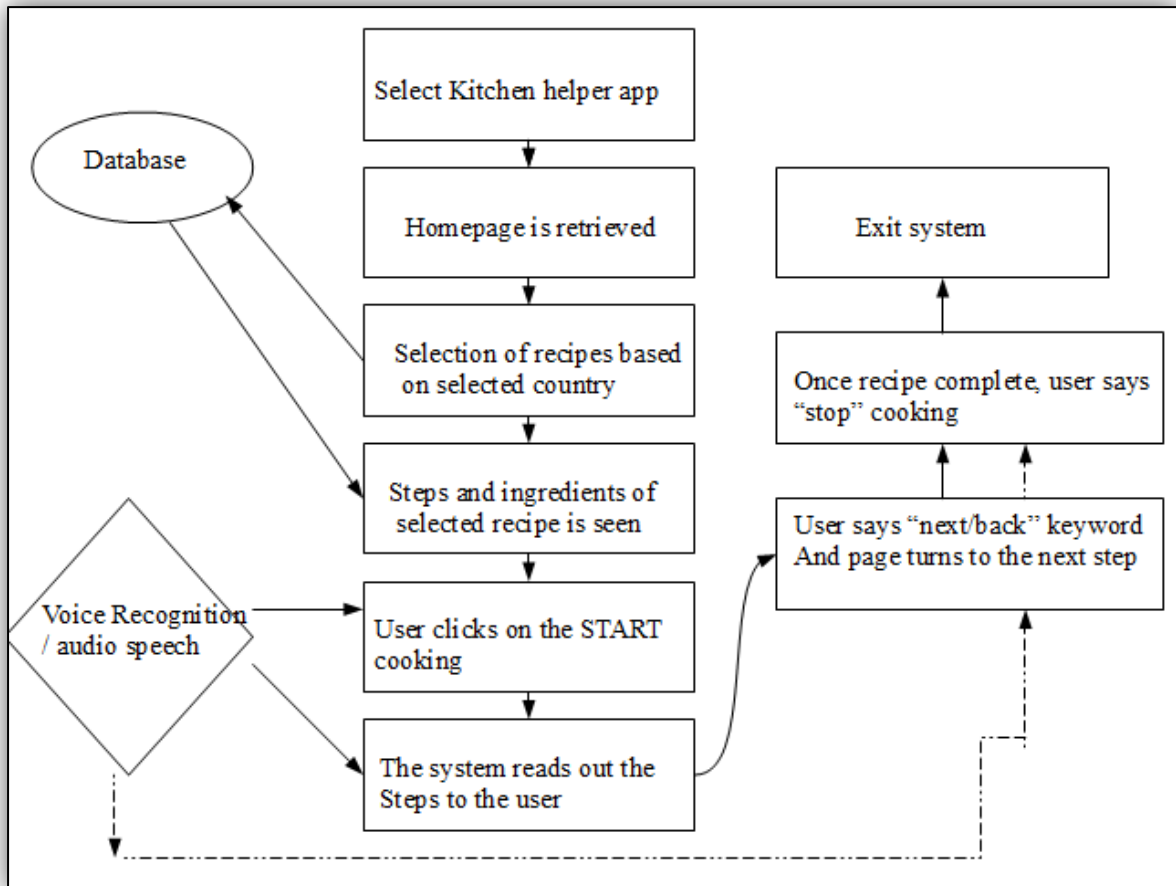 Select Kitchen helper app
Database
Homepage is retrieved
Exit system
Selection of recipes based
on selected country
Once recipe complete, user says
“stop” cooking
Steps and ingredients of
selected recipe is seen
User says “next/back” keyword
And page turns to the next step
Voice Recognition
/ audio speech
User clicks on the START
cooking
The system reads out the
Steps to the user